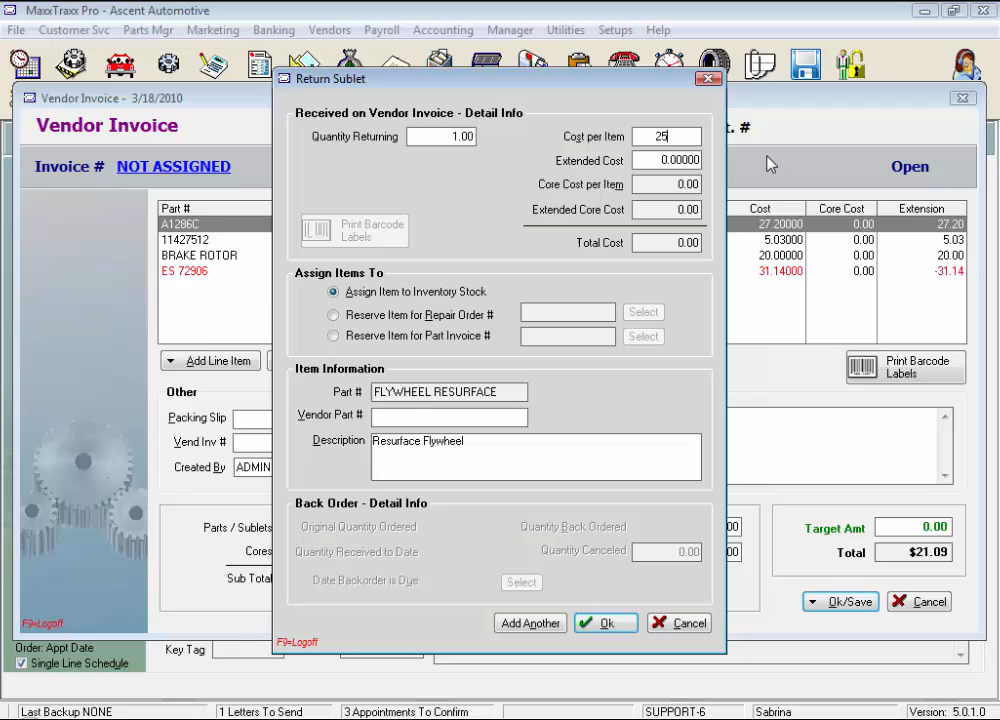 MaxxTraxx Pro - Ascent Automotive
File Customer Svc Parts Mgr Marketing Banking Vendors Payroll Accounting Manager Utilities Setups Help
Vendor Invoice - 3/18/2010
Vendor Invoice
t. #
Invoice # NOT ASSIGNED
Open
Part #
Cost Core Cost Extension
A1286C
27.20000 0.00 27.20
11427512
5.03000 0.00 5.03
BRAKE ROTOR
20.00000 0.00 20.00
ES 72906
31.14000 0.00 -31.14
Add Line Item
Print Barcode
Labels
Other
Packing Slip
Vend Inv #
Created By ADMIN
Parts / Sublets
00
Cores
00
Sub Total
Target Amt 0.00
Total $21.09
Ok/Save
Cancel
F9=Logoff
Return Sublet
Received on Vendor Invoice - Detail Info
Quantity Returning 1.00
Cost per Item 25
Extended Cost 0.00000
Core Cost per Item 0.00
Extended Core Cost 0.00
Print Barcode
Labels
Total Cost 0.00
Assign Items To
Assign Item to Inventory Stock
Reserve Item for Repair Order # Select
Reserve Item for Part Invoice # Select
Item Information
Part # FLYWHEEL RESURFACE
Vendor Part #
Description Resurface Flywheel
Back Order - Detail Info
Original Quantity Ordered
Quantity Back Ordered
Quantity Received to Date
Quantity Canceled 0.00
Date Backorder is Due Select
Add Another Ok Cancel
F9=Logoff
Order: Appt Date
Single Line Schedule
Key Tag
Last Backup NONE 1 Letters To Send 3 Appointments To Confirm SUPPORT-6 Sabrina Version: 5.0.1.0